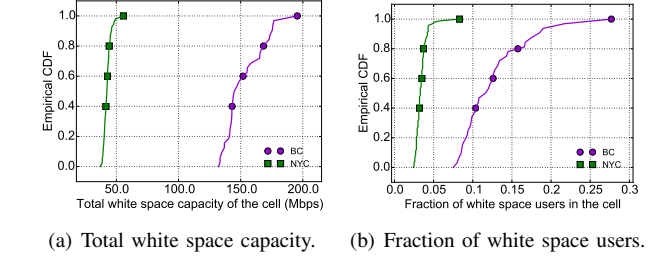 1.0
0.8
0.6
0.4
0.2
0.0
Empirical CDF
BC
NYC
50.0 100.0 150.0 200.0
Total white space capacity of the cell (Mbps)
(a) Total white space capacity.
1.0
0.8
0.6
0.4
0.2
0.0
Empirical CDF
BC
NYC
0.0 0.05 0.1 0.15 0.2 0.25 0.3
Fraction of white space users in the cell
(b) Fraction of white space users.